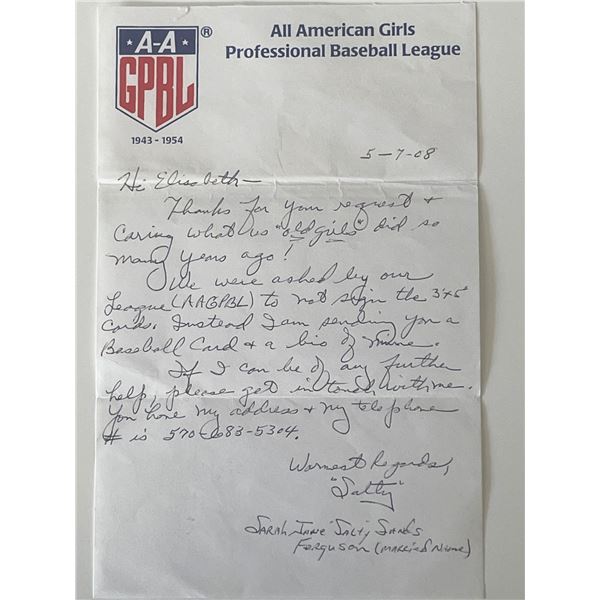 A-A
GPBL
®
1943 - 1954
All American Girls
Professional Baseball League
5-7-08
Hi Elisabeth-
Thanks for your request +
caring what us "old girls" did so
many years ago!
We were asked by our
League (AAGPBL) to not sign the 3x5"
cards. Instead I am sending you a
Baseball Card + a bio of mine.
If I can be of any further
help, please get in touch with me.
You have my address + my telephone
# is 570-683-5304.
Warmest Regards,
"Salty"
Sarah Jane "Salty" Sands
Ferguson (married name)